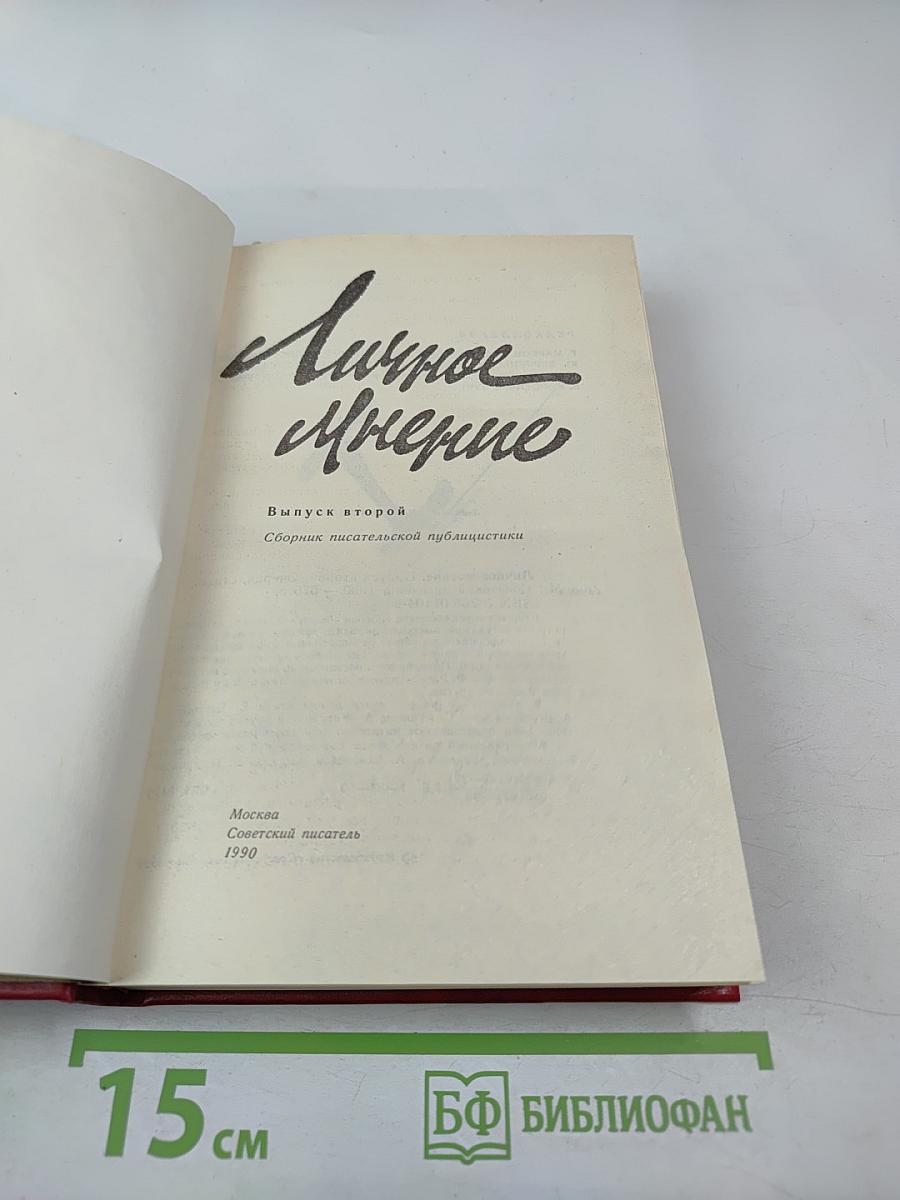 Личное
мнение
Выпуск второй
Сборник писательской публицистики
Москва
Советский писатель
1990
15 см
БФ БИБЛИОФАН